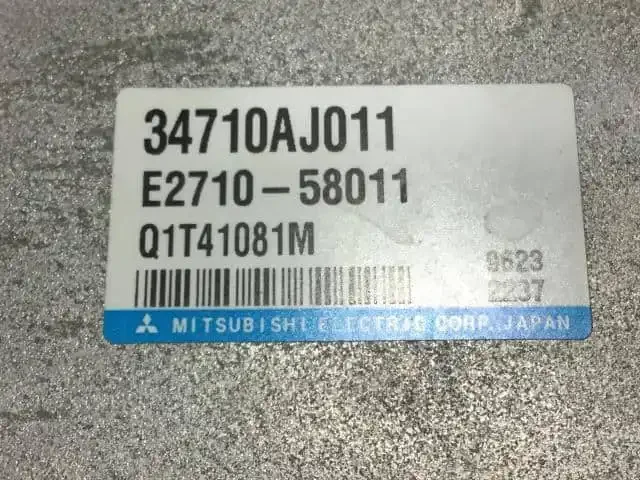 34710AJ011
E2710-58011
Q1T41081M
9623
2237
MITSUBISHI ELECTRIC CORP. JAPAN